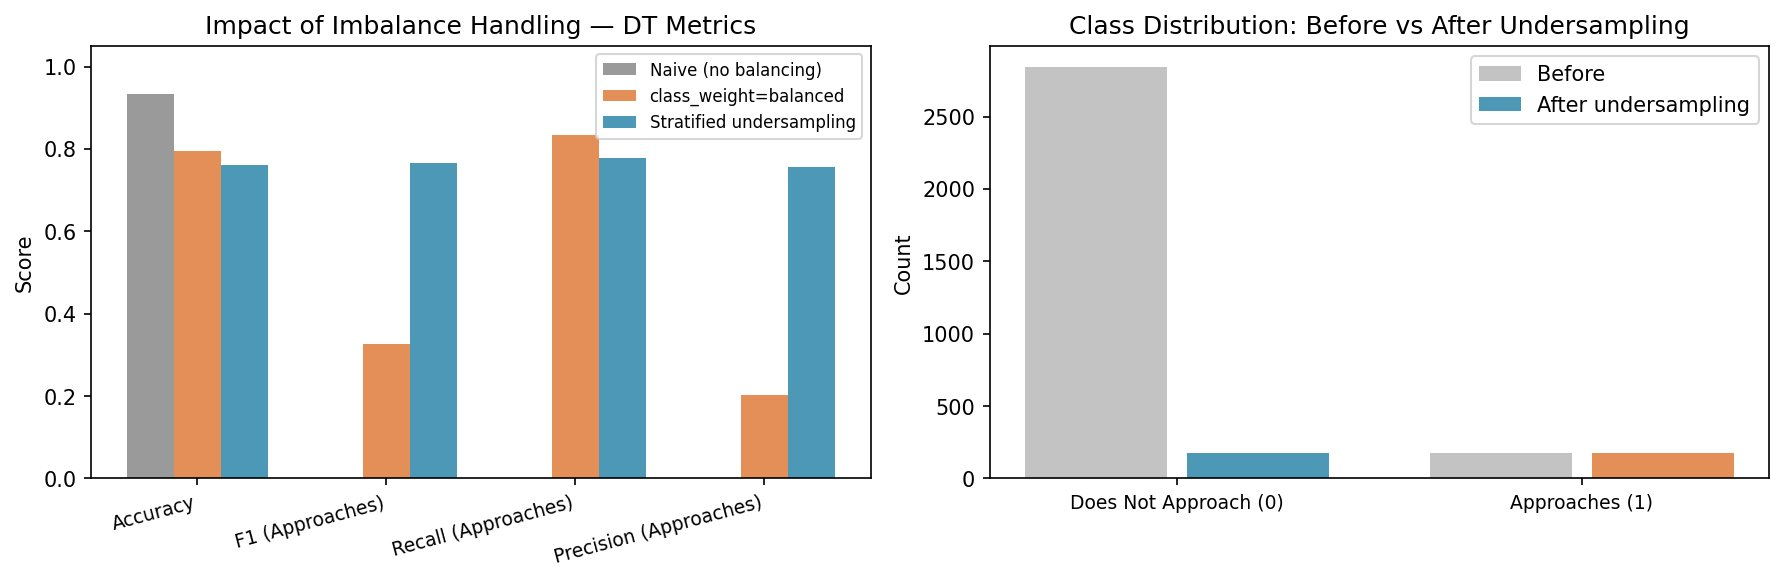 Impact of Imbalance Handling — DT Metrics
Naive (no balancing)
class_weight=balanced
Stratified undersampling
Score
1.0
0.8
0.6
0.4
0.2
0.0
Accuracy
F1 (Approaches)
Recall (Approaches)
Precision (Approaches)
Class Distribution: Before vs After Undersampling
Before
After undersampling
Count
2500
2000
1500
1000
500
0
Does Not Approach (0)
Approaches (1)